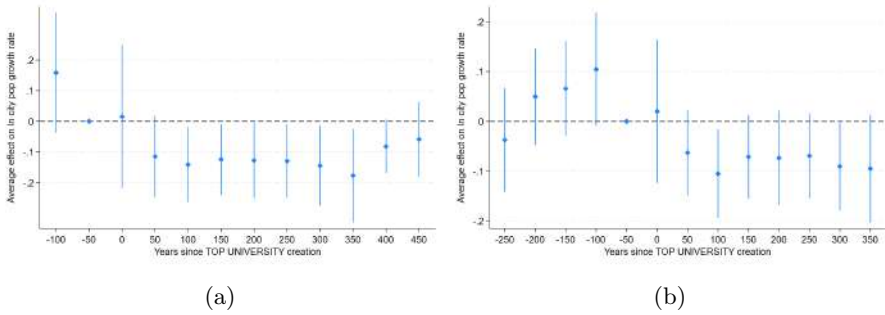 Average effect on ln city pop growth rate
.2
.1
0
-.1
-.2
-100 -50 0 50 100 150 200 250 300 350 400 450
Years since TOP UNIVERSITY creation
(a)
Average effect on ln city pop growth rate
.2
.1
0
-.1
-.2
-250 -200 -150 -100 -50 0 50 100 150 200 250 300 350
Years since TOP UNIVERSITY creation
(b)